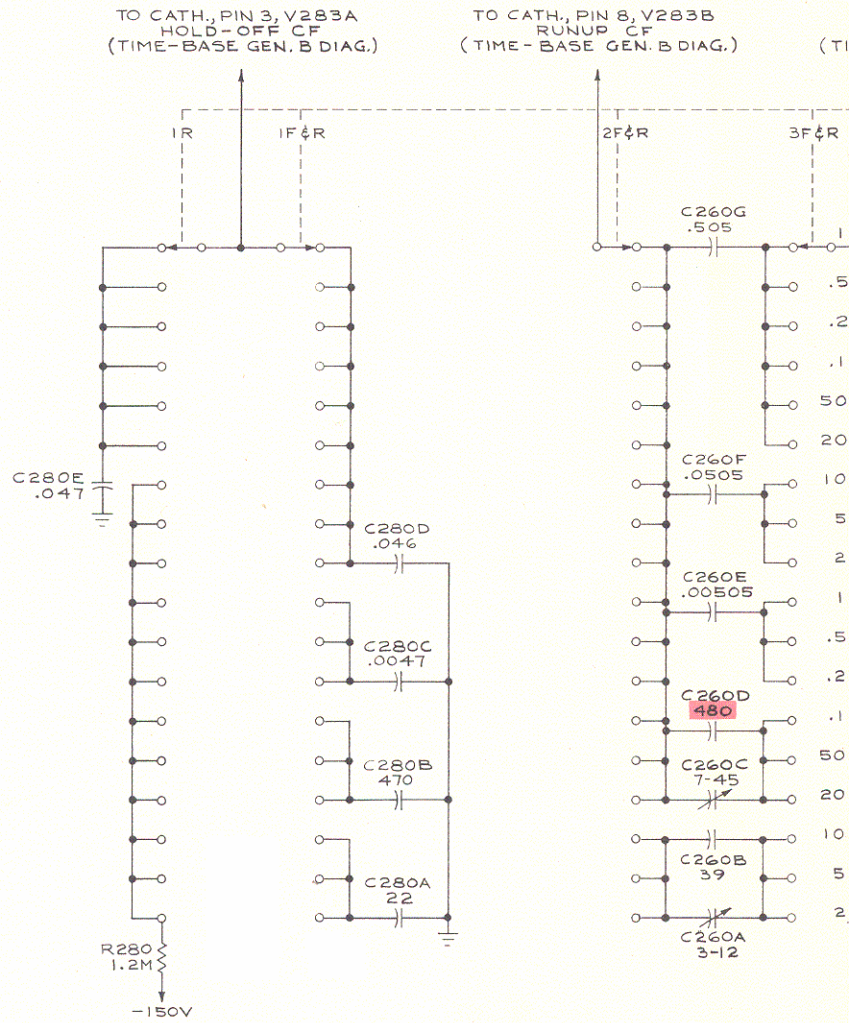 TO CATH., PIN 3, V283A
HOLD-OFF CF
(TIME-BASE GEN. B DIAG.)
TO CATH., PIN 8, V283B
RUNUP CF
(TIME-BASE GEN. B DIAG.)
(TI
1R
1F&R
2F&R
3F&R
C260G
.505
1
.5
.2
.1
50
20
C280E
.047
C260F
.0505
10
5
2
C280D
.046
C260E
.00505
1
.5
.2
C280C
.0047
C260D
480
.1
50
20
C280B
470
C260C
7-45
10
5
2
C260B
39
C280A
22
C260A
3-12
R280
1.2M
-150V